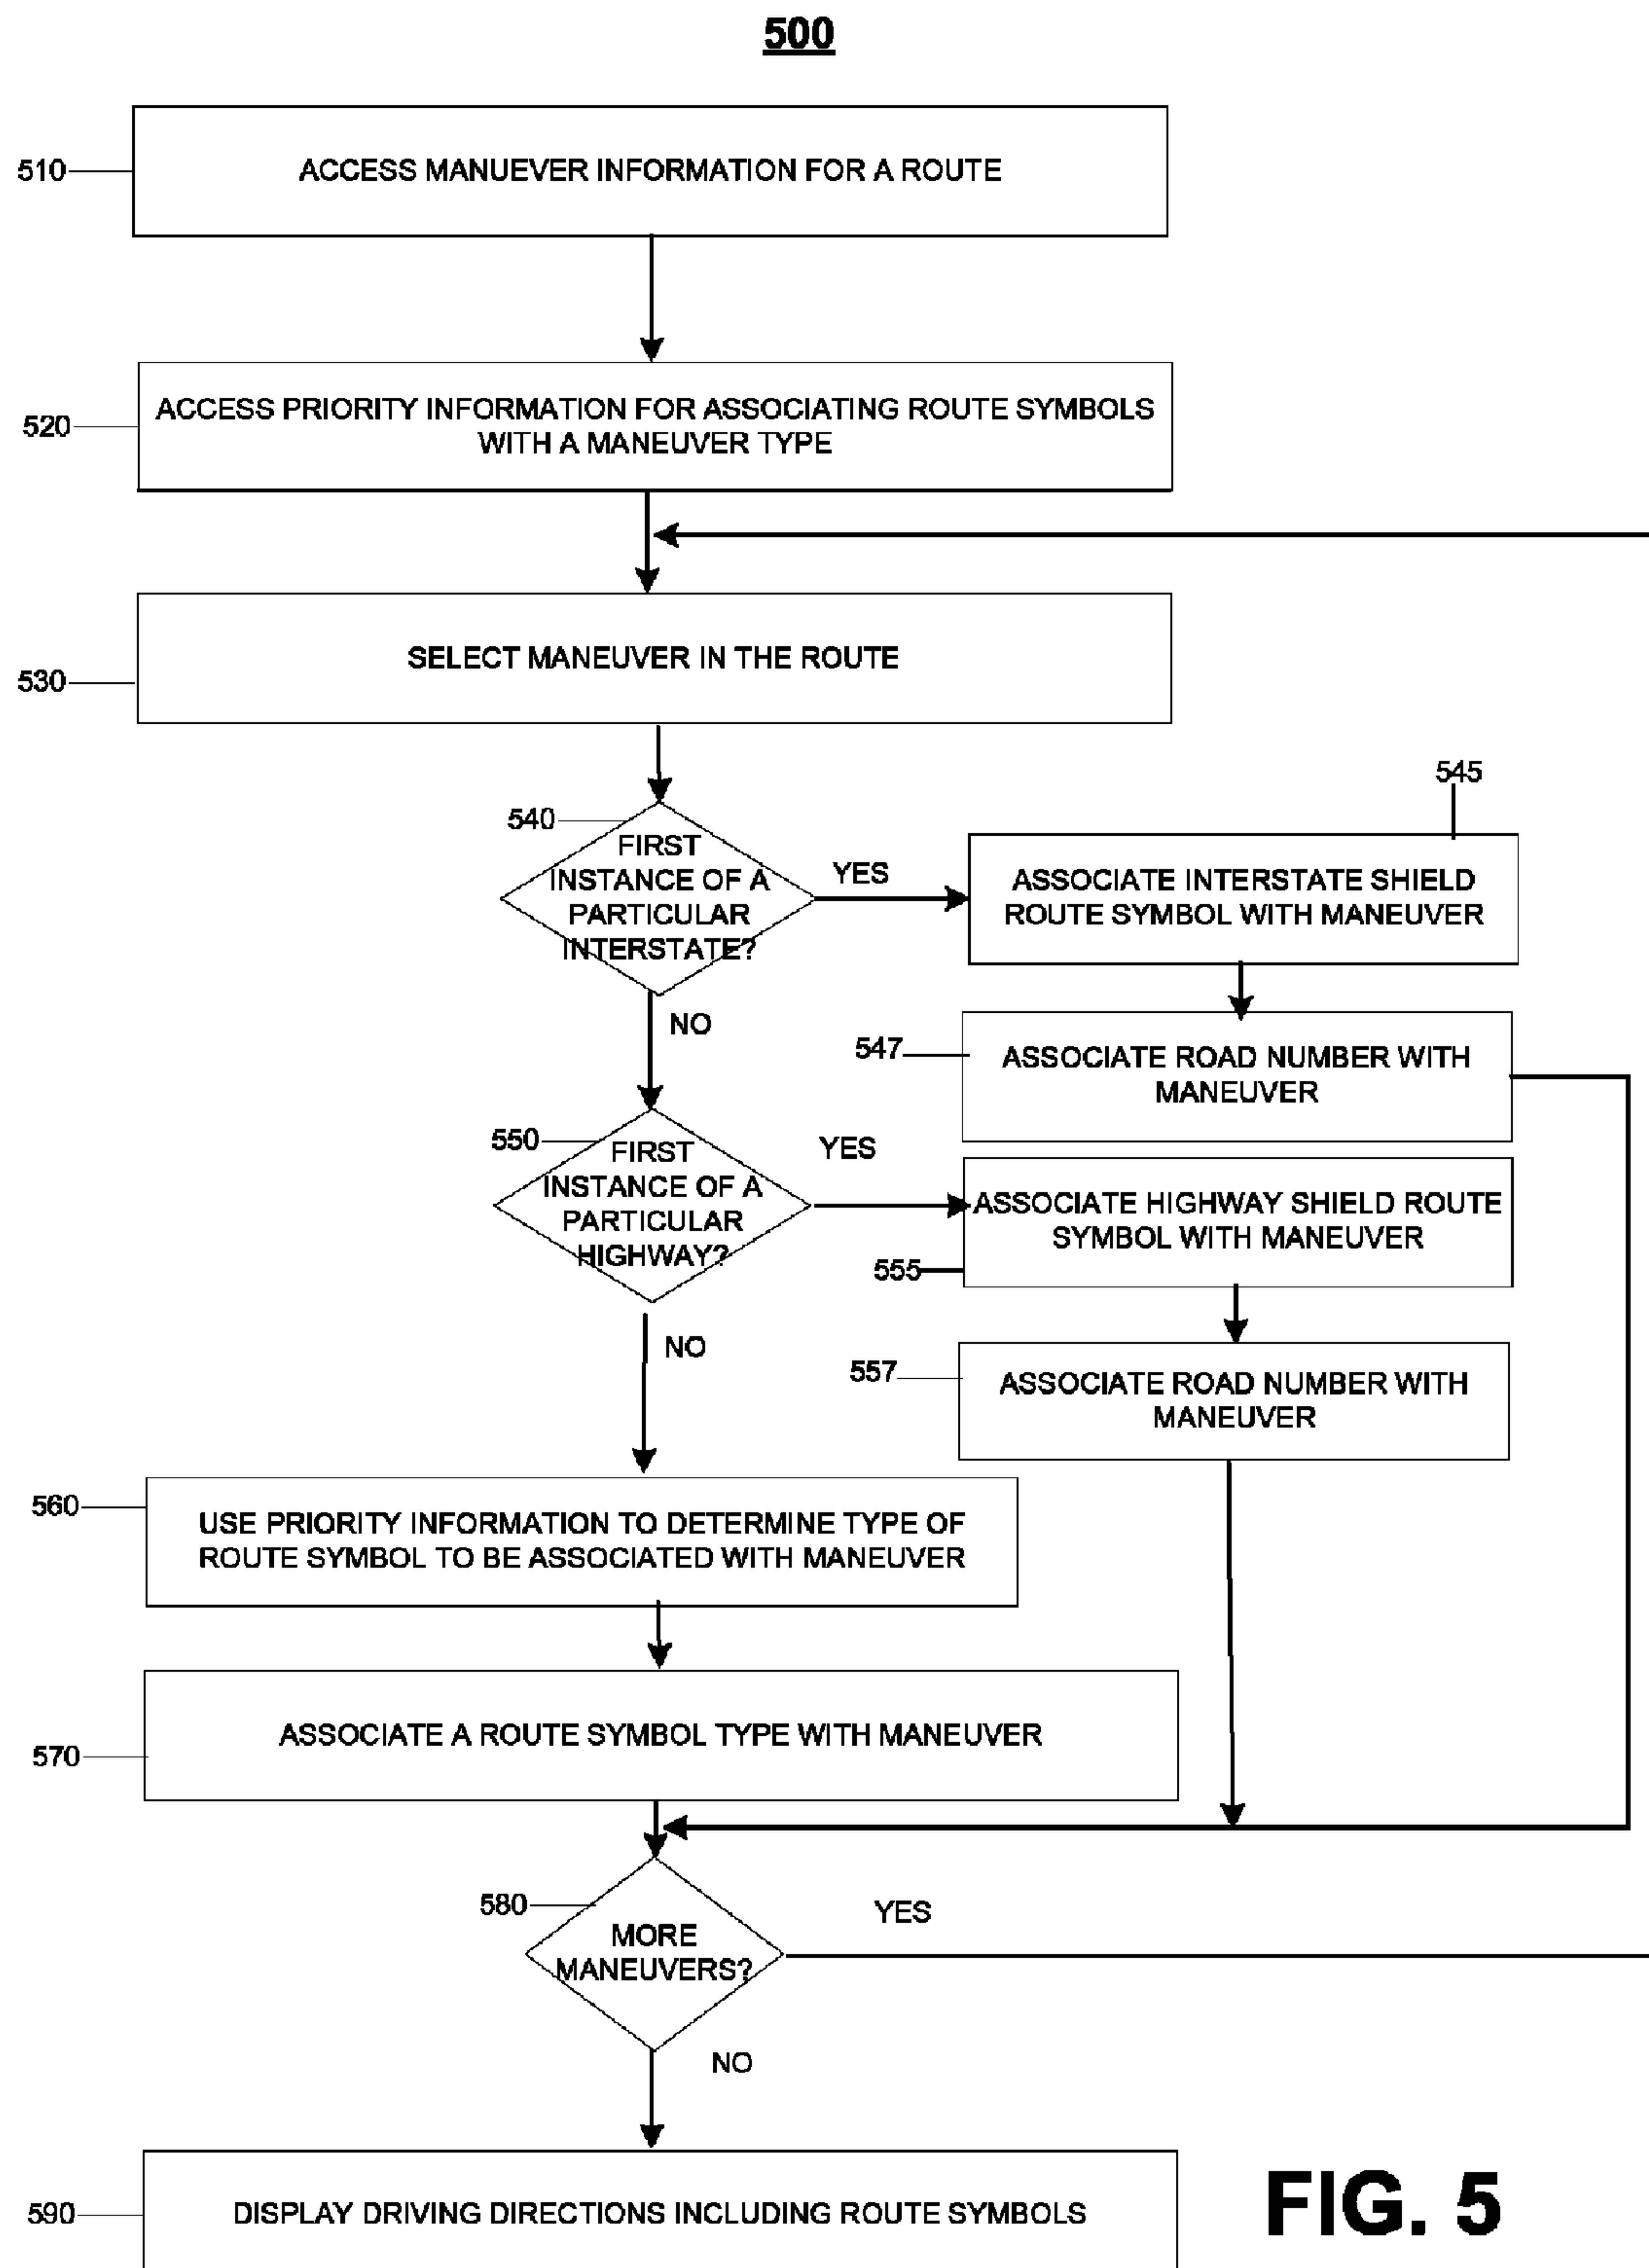 500
510
ACCESS MANUEVER INFORMATION FOR A ROUTE
520
ACCESS PRIORITY INFORMATION FOR ASSOCIATING ROUTE SYMBOLS
WITH A MANEUVER TYPE
530
SELECT MANEUVER IN THE ROUTE
540
FIRST
INSTANCE OF A
PARTICULAR
INTERSTATE?
YES
545
ASSOCIATE INTERSTATE SHIELD
ROUTE SYMBOL WITH MANEUVER
NO
547
ASSOCIATE ROAD NUMBER WITH
MANEUVER
550
FIRST
INSTANCE OF A
PARTICULAR
HIGHWAY?
YES
ASSOCIATE HIGHWAY SHIELD ROUTE
SYMBOL WITH MANEUVER
555
NO
557
ASSOCIATE ROAD NUMBER WITH
MANEUVER
560
USE PRIORITY INFORMATION TO DETERMINE TYPE OF
ROUTE SYMBOL TO BE ASSOCIATED WITH MANEUVER
570
ASSOCIATE A ROUTE SYMBOL TYPE WITH MANEUVER
580
MORE
MANEUVERS?
YES
NO
590
DISPLAY DRIVING DIRECTIONS INCLUDING ROUTE SYMBOLS
FIG. 5